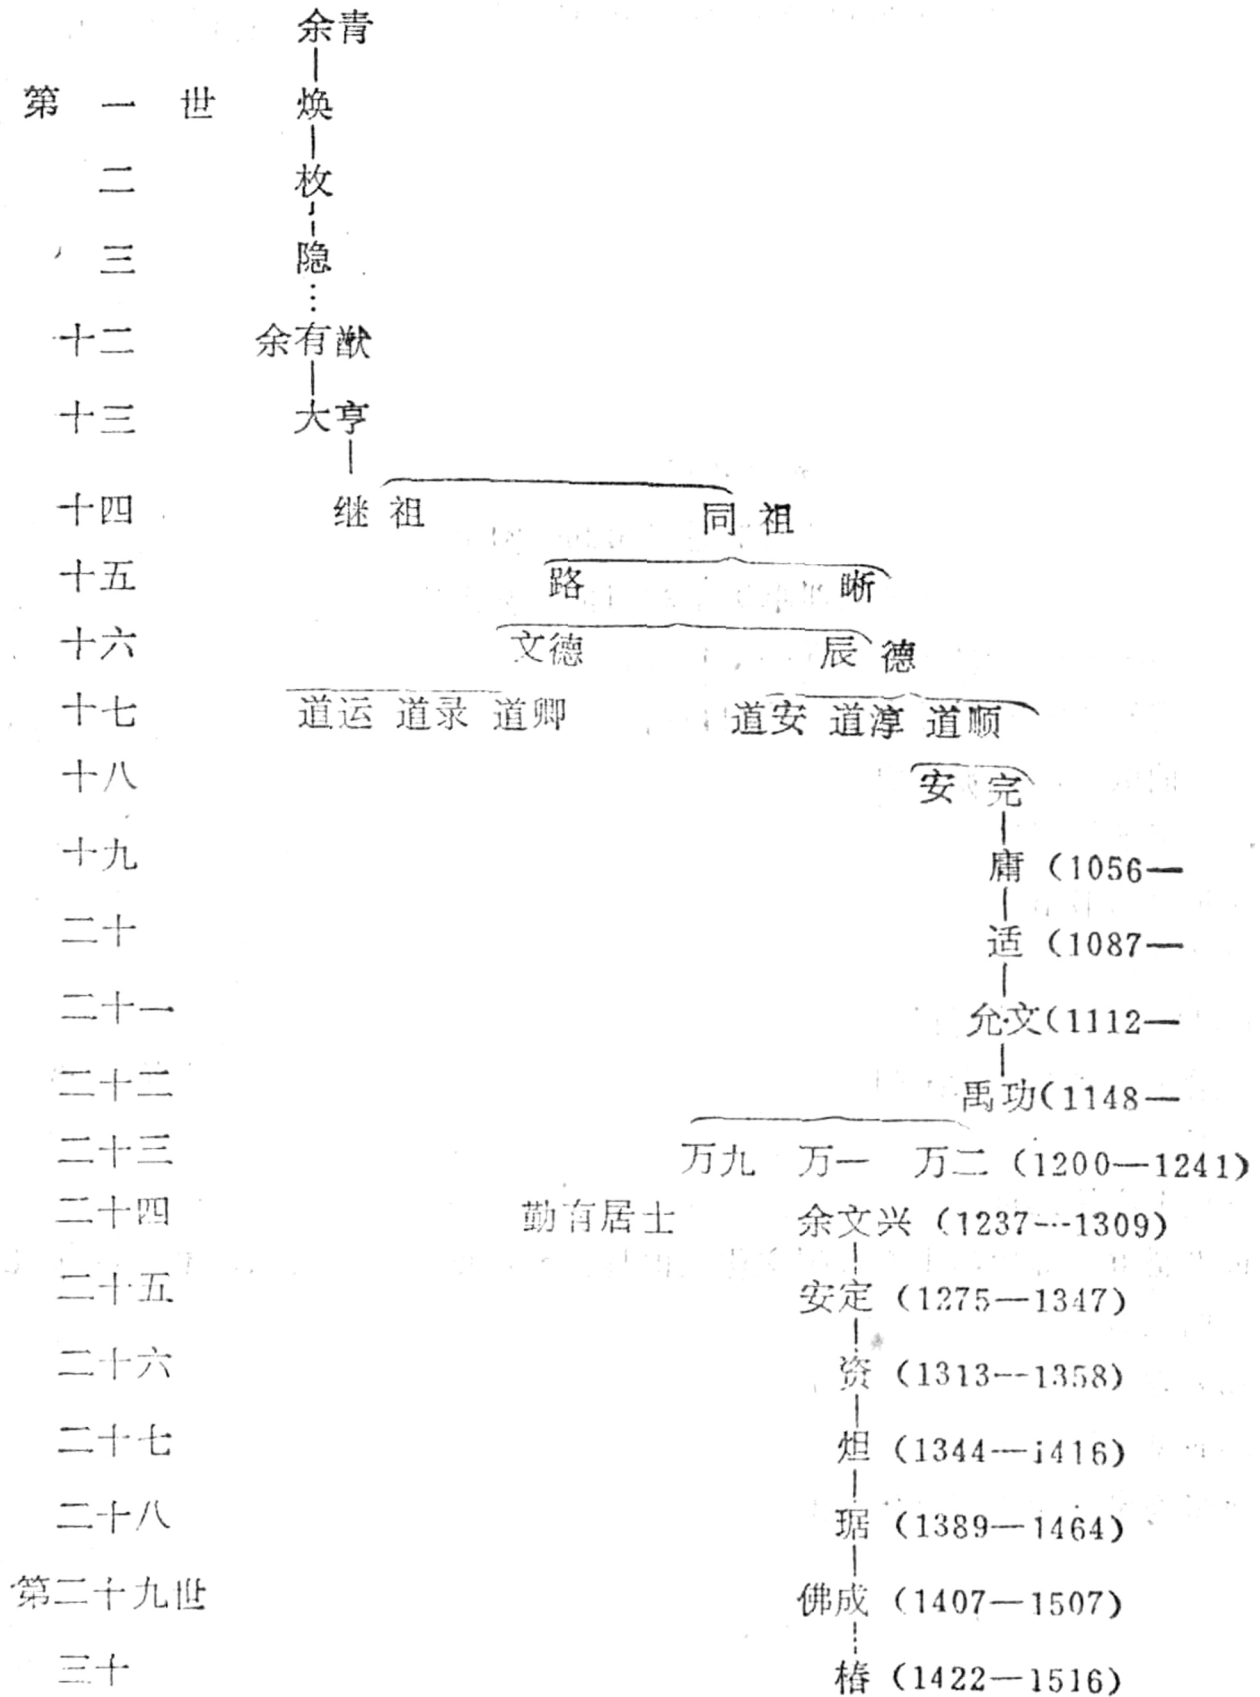 余青
第一世 焕
二 枚
三 隐
…
十二 余有猷
十三 大亨
十四 继祖 同祖
十五 路 晰
十六 文德 辰德
十七 道运 道录 道卿 道安 道淳 道顺
十八 安 完
十九 庸（1056—
二十 适（1087—
二十一 允文（1112—
二十二 禹功（1148—
二十三 万九 万一 万二（1200—1241）
二十四 勤有居士 余文兴（1237—1309）
二十五 安定（1275—1347）
二十六 资（1313—1358）
二十七 炟（1344—1416）
二十八 琚（1389—1464）
第二十九世 佛成（1407—1507）
三十 椿（1422—1516）